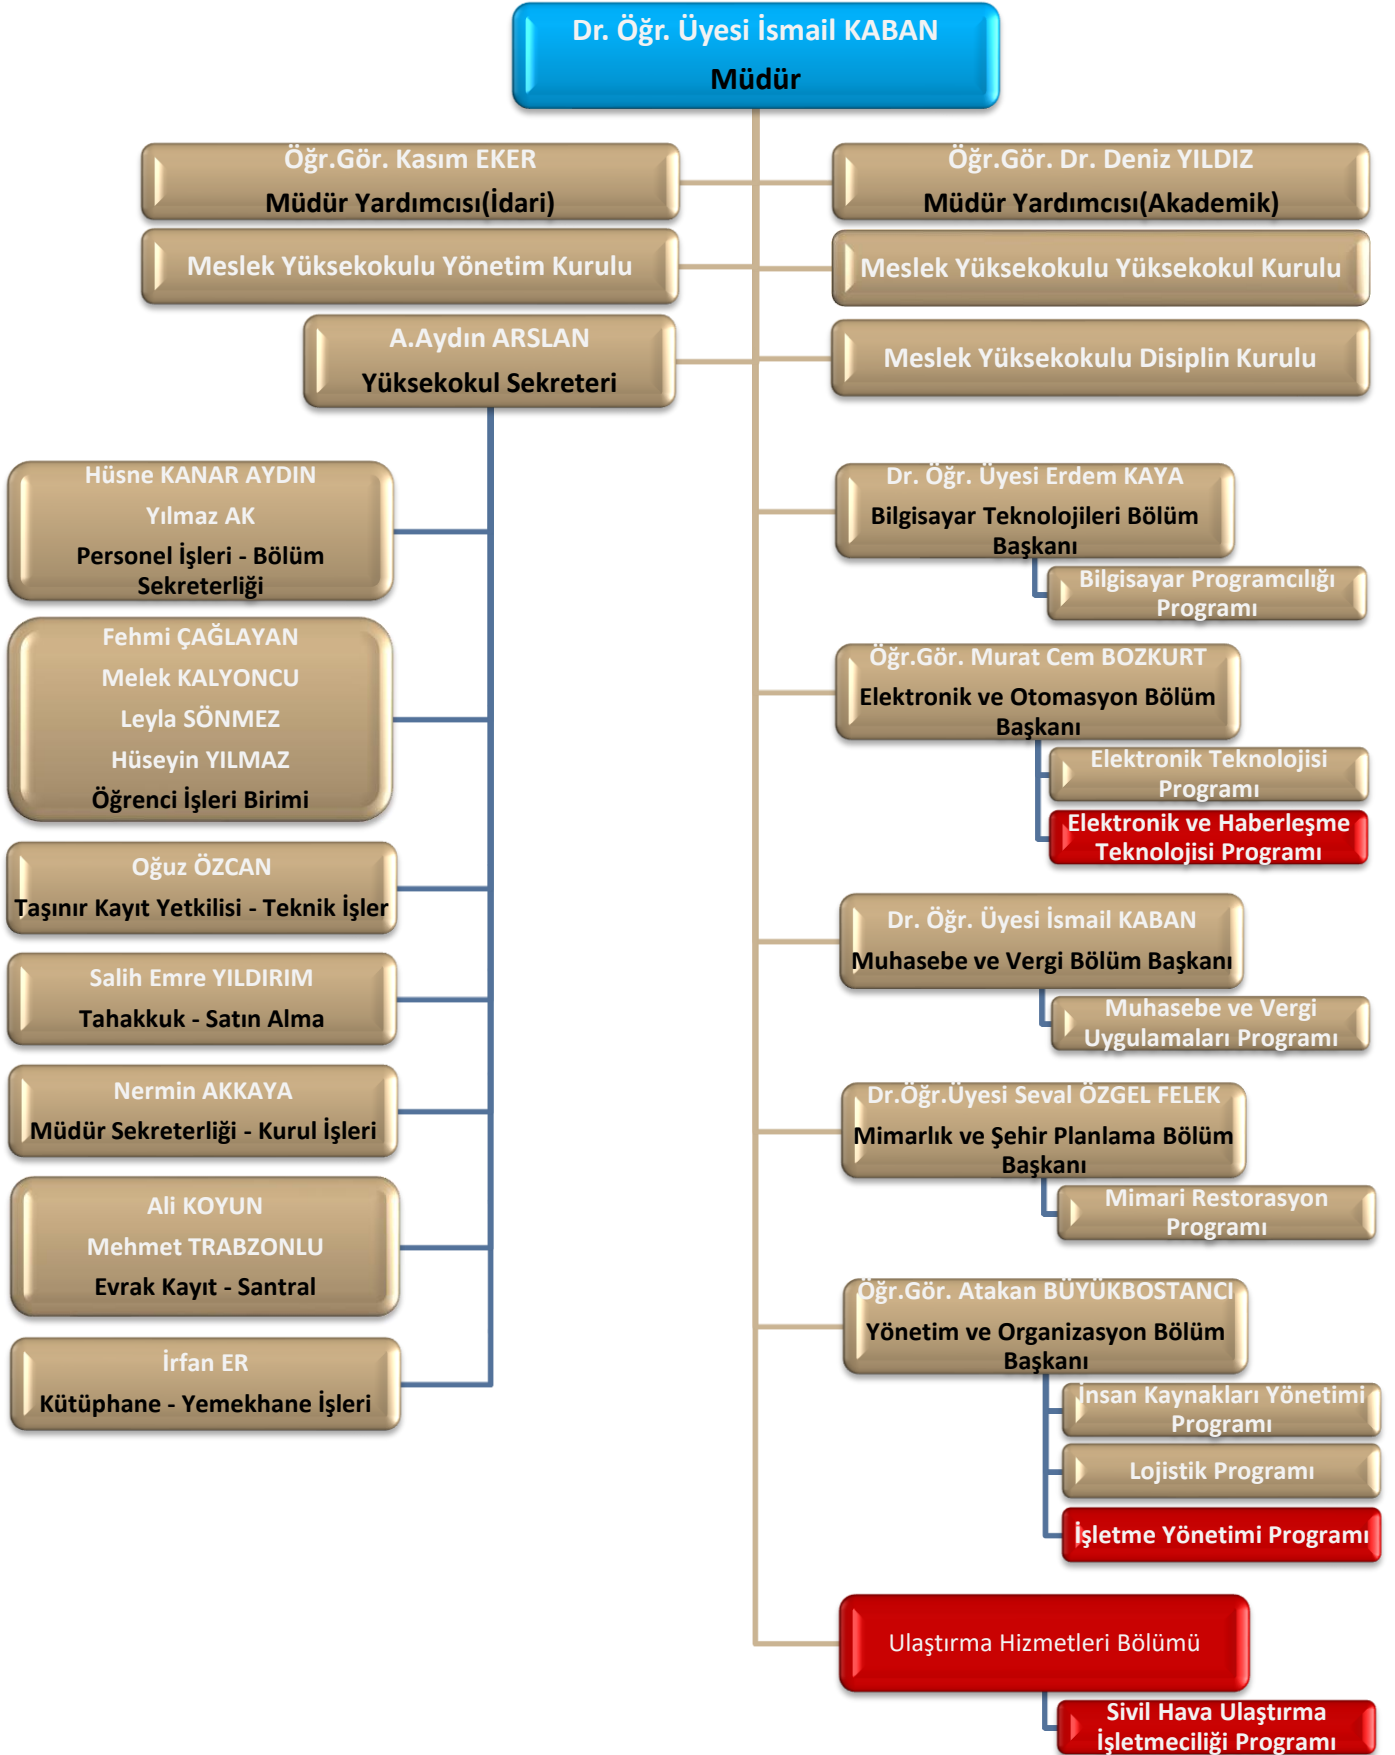 Dr. Öğr. Üyesi İsmail KABAN
Müdür
Öğr.Gör. Kasım EKER
Müdür Yardımcısı(İdari)
Öğr.Gör. Dr. Deniz YILDIZ
Müdür Yardımcısı(Akademik)
Meslek Yüksekokulu Yönetim Kurulu
Meslek Yüksekokulu Yüksekokul Kurulu
A.Aydın ARSLAN
Yüksekokul Sekreteri
Meslek Yüksekokulu Disiplin Kurulu
Hüsne KANAR AYDIN
Yılmaz AK
Personel İşleri - Bölüm
Sekreterliği
Fehmi ÇAĞLAYAN
Melek KALYONCU
Leyla SÖNMEZ
Hüseyin YILMAZ
Öğrenci İşleri Birimi
Oğuz ÖZCAN
Taşınır Kayıt Yetkilisi - Teknik İşler
Salih Emre YILDIRIM
Tahakkuk - Satın Alma
Nermin AKKAYA
Müdür Sekreterliği - Kurul İşleri
Ali KOYUN
Mehmet TRABZONLU
Evrak Kayıt - Santral
İrfan ER
Kütüphane - Yemekhane İşleri
Dr. Öğr. Üyesi Erdem KAYA
Bilgisayar Teknolojileri Bölüm
Başkanı
Bilgisayar Programcılığı
Programı
Öğr.Gör. Murat Cem BOZKURT
Elektronik ve Otomasyon Bölüm
Başkanı
Elektronik Teknolojisi
Programı
Elektronik ve Haberleşme
Teknolojisi Programı
Dr. Öğr. Üyesi İsmail KABAN
Muhasebe ve Vergi Bölüm Başkanı
Muhasebe ve Vergi
Uygulamaları Programı
Dr.Öğr.Üyesi Seval ÖZGEL FELEK
Mimarlık ve Şehir Planlama Bölüm
Başkanı
Mimari Restorasyon
Programı
Öğr.Gör. Atakan BÜYÜKBOSTANCI
Yönetim ve Organizasyon Bölüm
Başkanı
İnsan Kaynakları Yönetimi
Programı
Lojistik Programı
İşletme Yönetimi Programı
Ulaştırma Hizmetleri Bölümü
Sivil Hava Ulaştırma
İşletmeciliği Programı